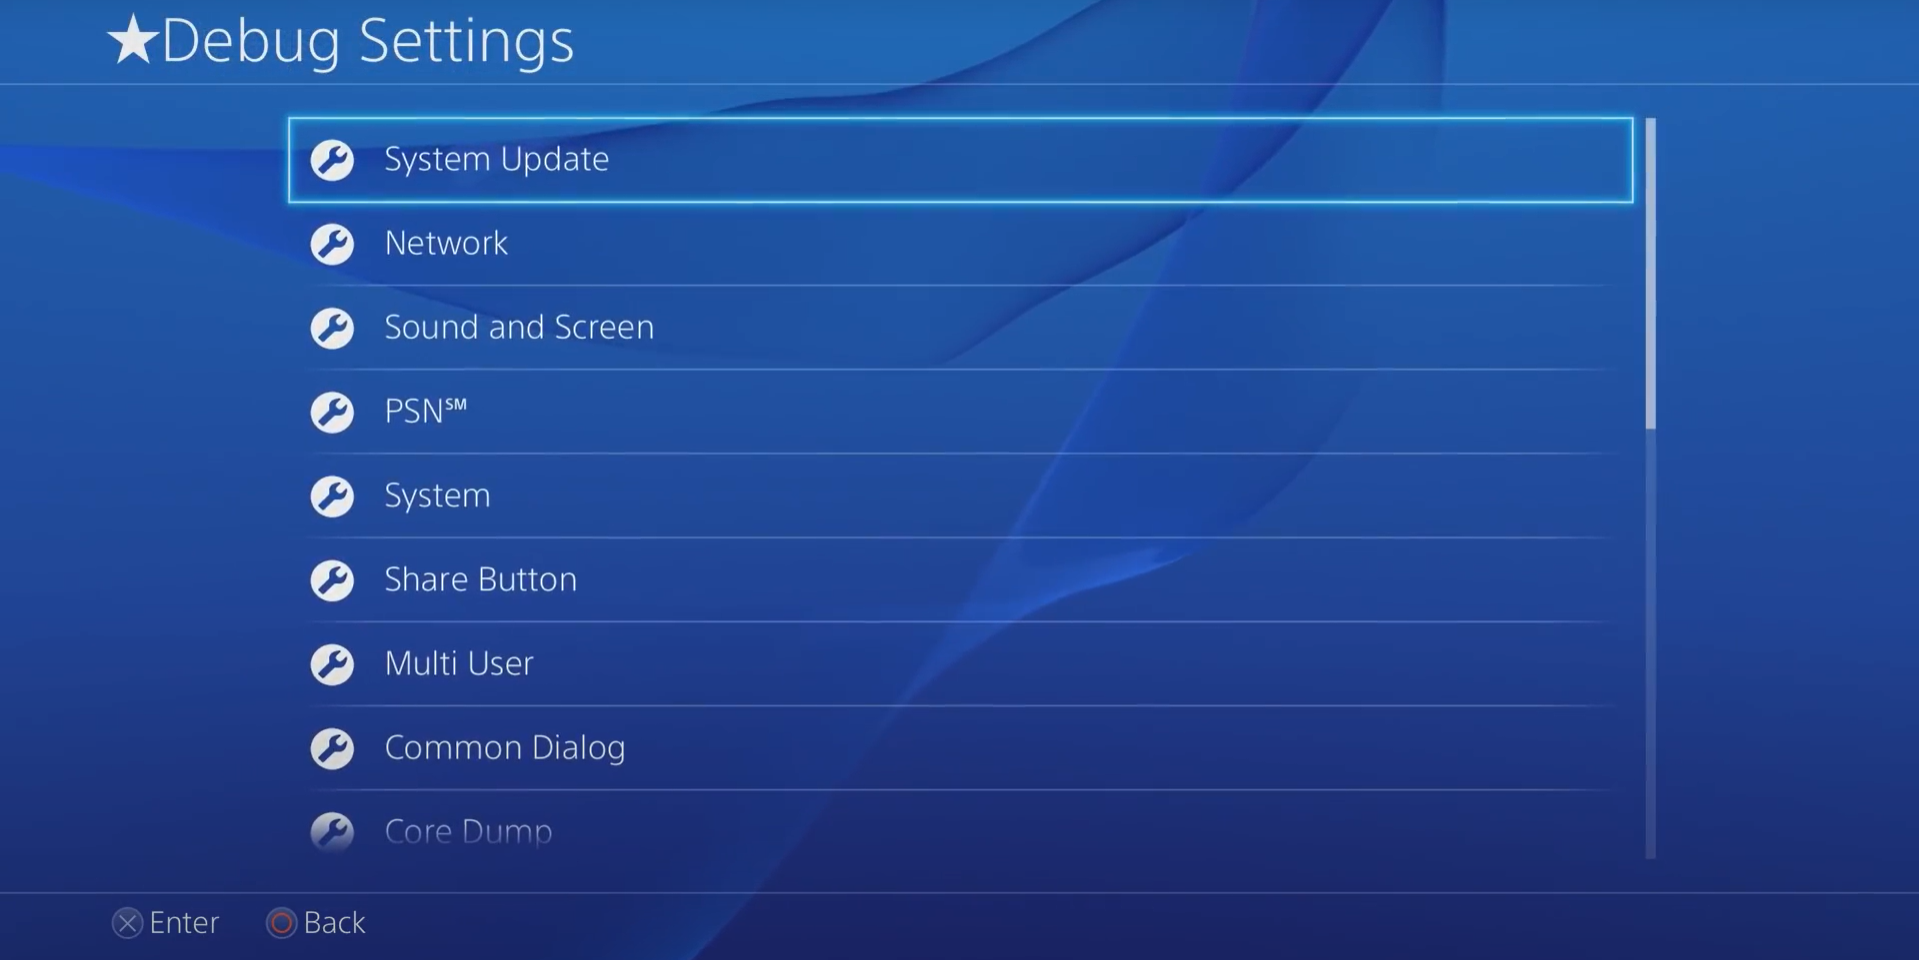 ★Debug Settings
System Update
Network
Sound and Screen
PSN℠
System
Share Button
Multi User
Common Dialog
Core Dump
Enter Back